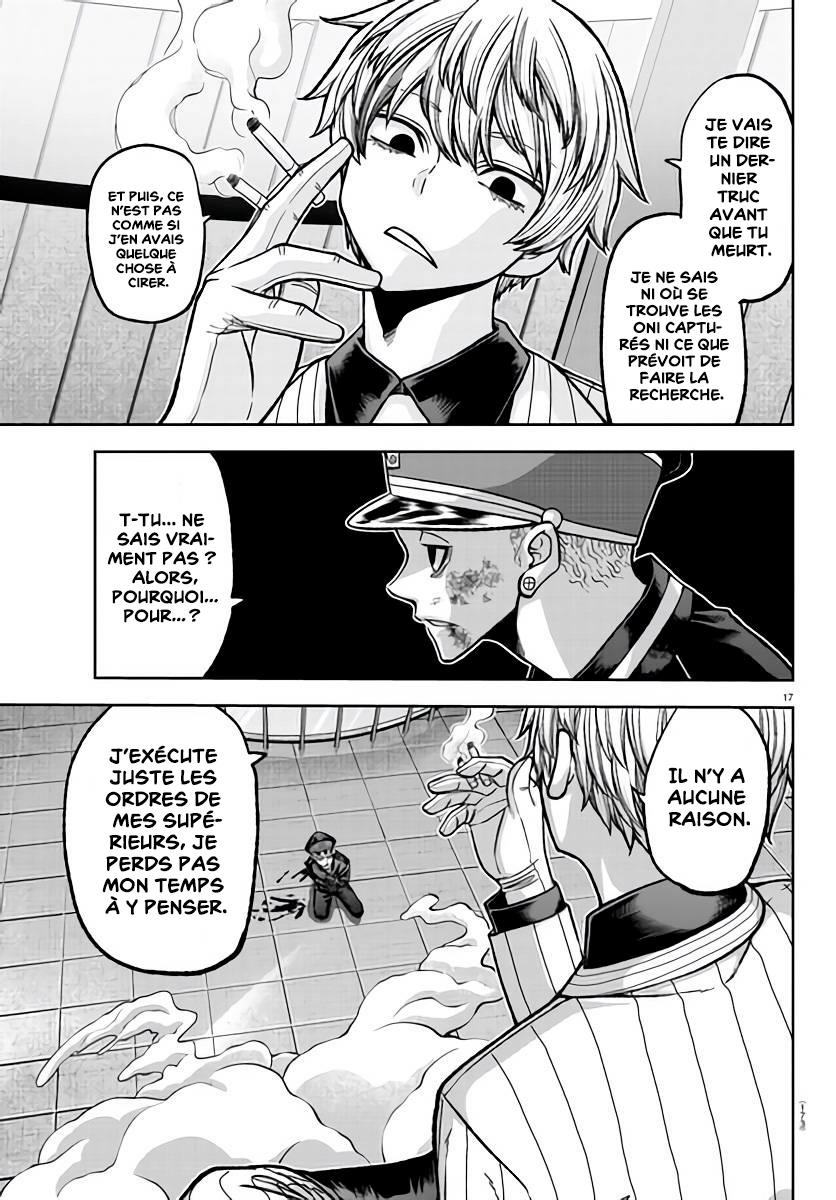 JE VAIS
TE DIRE
UN DER-
NIER
TRUC
AVANT
QUE TU
MEURT.
JE NE SAIS
NI OÙ SE
TROUVE LES
ONI CAPTU-
RÉS NI CE QUE
PRÉVOIT DE
FAIRE LA
RECHERCHE.
ET PUIS, CE
N'EST PAS
COMME SI
J'EN AVAIS
QUELQUE
CHOSE À
CIRER.
T-TU... NE
SAIS VRAI-
MENT PAS ?
ALORS,
POURQUOI...
POUR...?
17
IL N'Y A
AUCUNE
RAISON.
J'EXÉCUTE
JUSTE LES
ORDRES DE
MES SUPÉ-
RIEURS, JE
PERDS PAS
MON TEMPS
À Y PENSER.